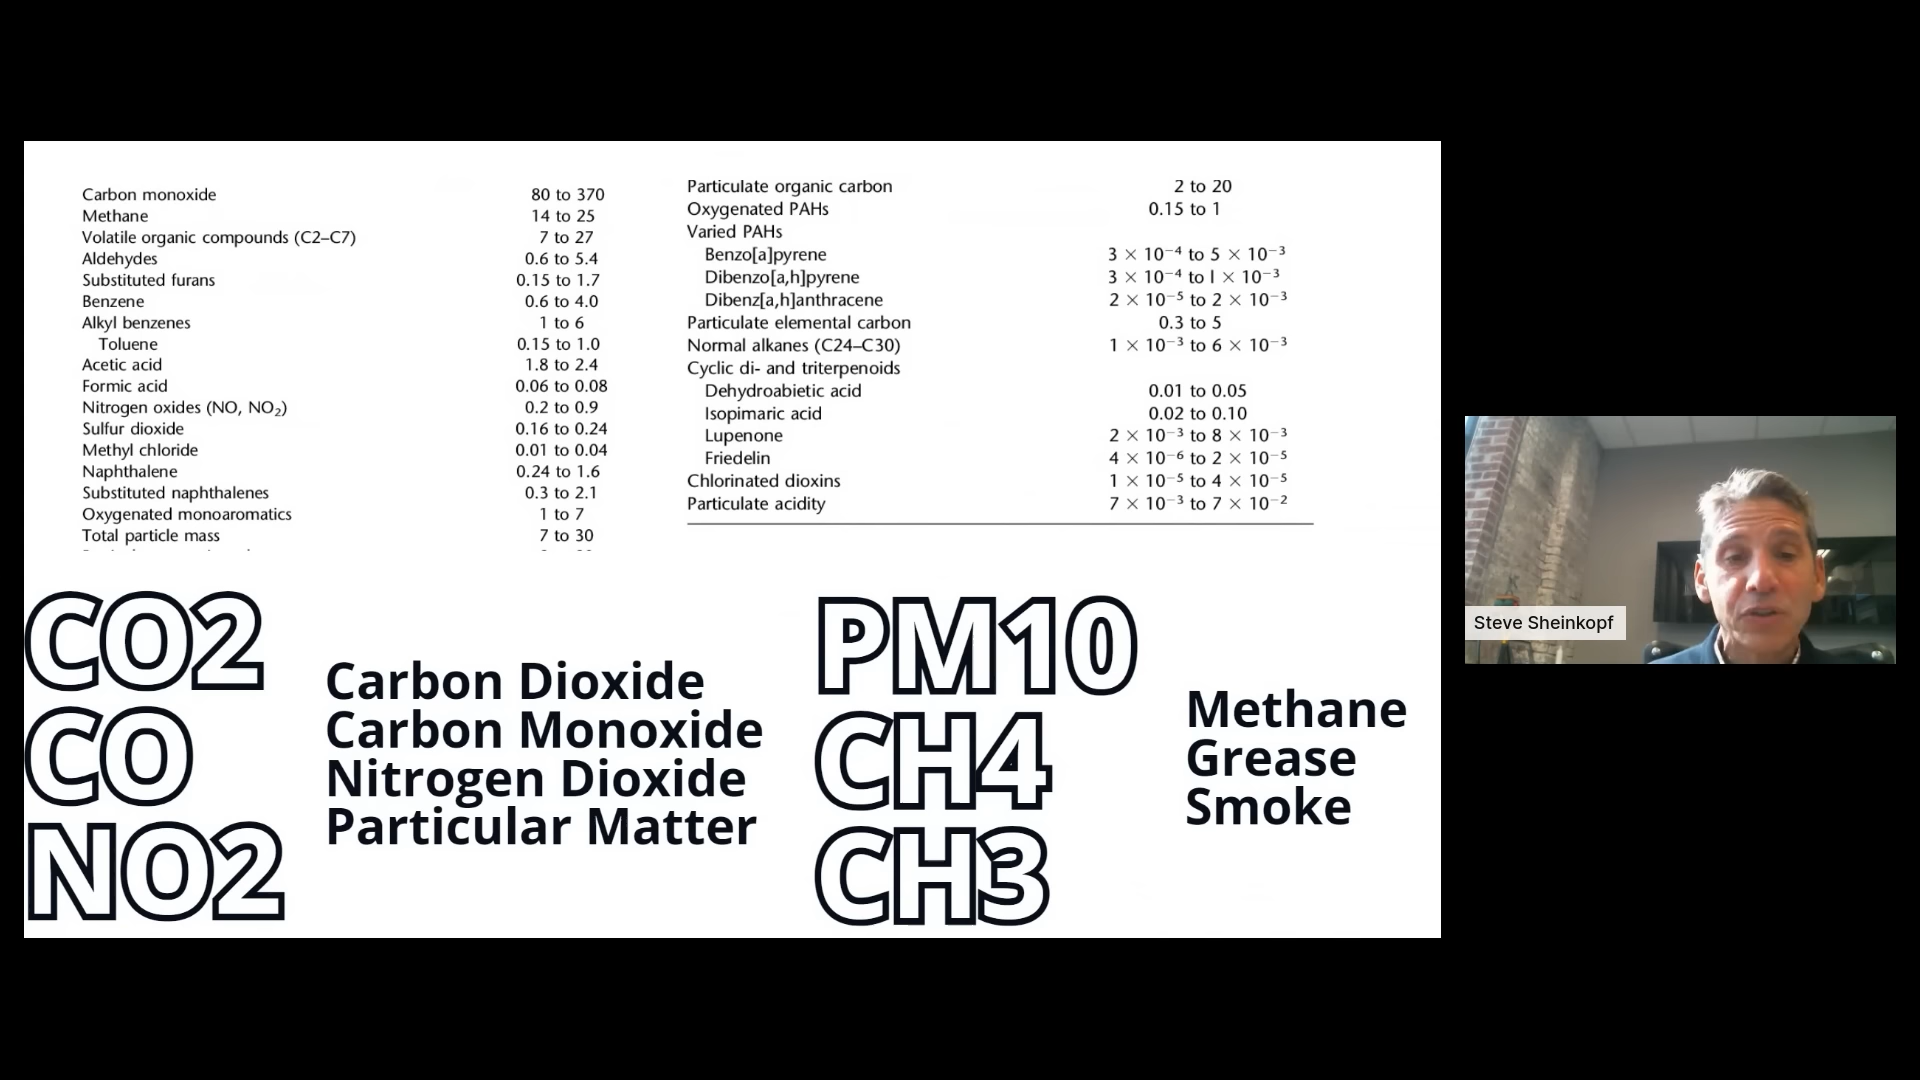 Carbon monoxide 80 to 370
Methane 14 to 25
Volatile organic compounds (C2–C7) 7 to 27
Aldehydes 0.6 to 5.4
Substituted furans 0.15 to 1.7
Benzene 0.6 to 4.0
Alkyl benzenes 1 to 6
Toluene 0.15 to 1.0
Acetic acid 1.8 to 2.4
Formic acid 0.06 to 0.08
Nitrogen oxides (NO, NO₂) 0.2 to 0.9
Sulfur dioxide 0.16 to 0.24
Methyl chloride 0.01 to 0.04
Naphthalene 0.24 to 1.6
Substituted naphthalenes 0.3 to 2.1
Oxygenated monoaromatics 1 to 7
Total particle mass 7 to 30
Particulate organic carbon 2 to 20
Oxygenated PAHs 0.15 to 1
Varied PAHs
Benzo[a]pyrene 3 × 10⁻⁴ to 5 × 10⁻³
Dibenzo[a,h]pyrene 3 × 10⁻⁴ to l × 10⁻³
Dibenz[a,h]anthracene 2 × 10⁻⁵ to 2 × 10⁻³
Particulate elemental carbon 0.3 to 5
Normal alkanes (C24–C30) 1 × 10⁻³ to 6 × 10⁻³
Cyclic di- and triterpenoids
Dehydroabietic acid 0.01 to 0.05
Isopimaric acid 0.02 to 0.10
Lupenone 2 × 10⁻³ to 8 × 10⁻³
Friedelin 4 × 10⁻⁶ to 2 × 10⁻⁵
Chlorinated dioxins 1 × 10⁻⁵ to 4 × 10⁻⁵
Particulate acidity 7 × 10⁻³ to 7 × 10⁻²
CO2
CO
NO2
Carbon Dioxide
Carbon Monoxide
Nitrogen Dioxide
Particular Matter
PM10
CH4
CH3
Methane
Grease
Smoke
Steve Sheinkopf